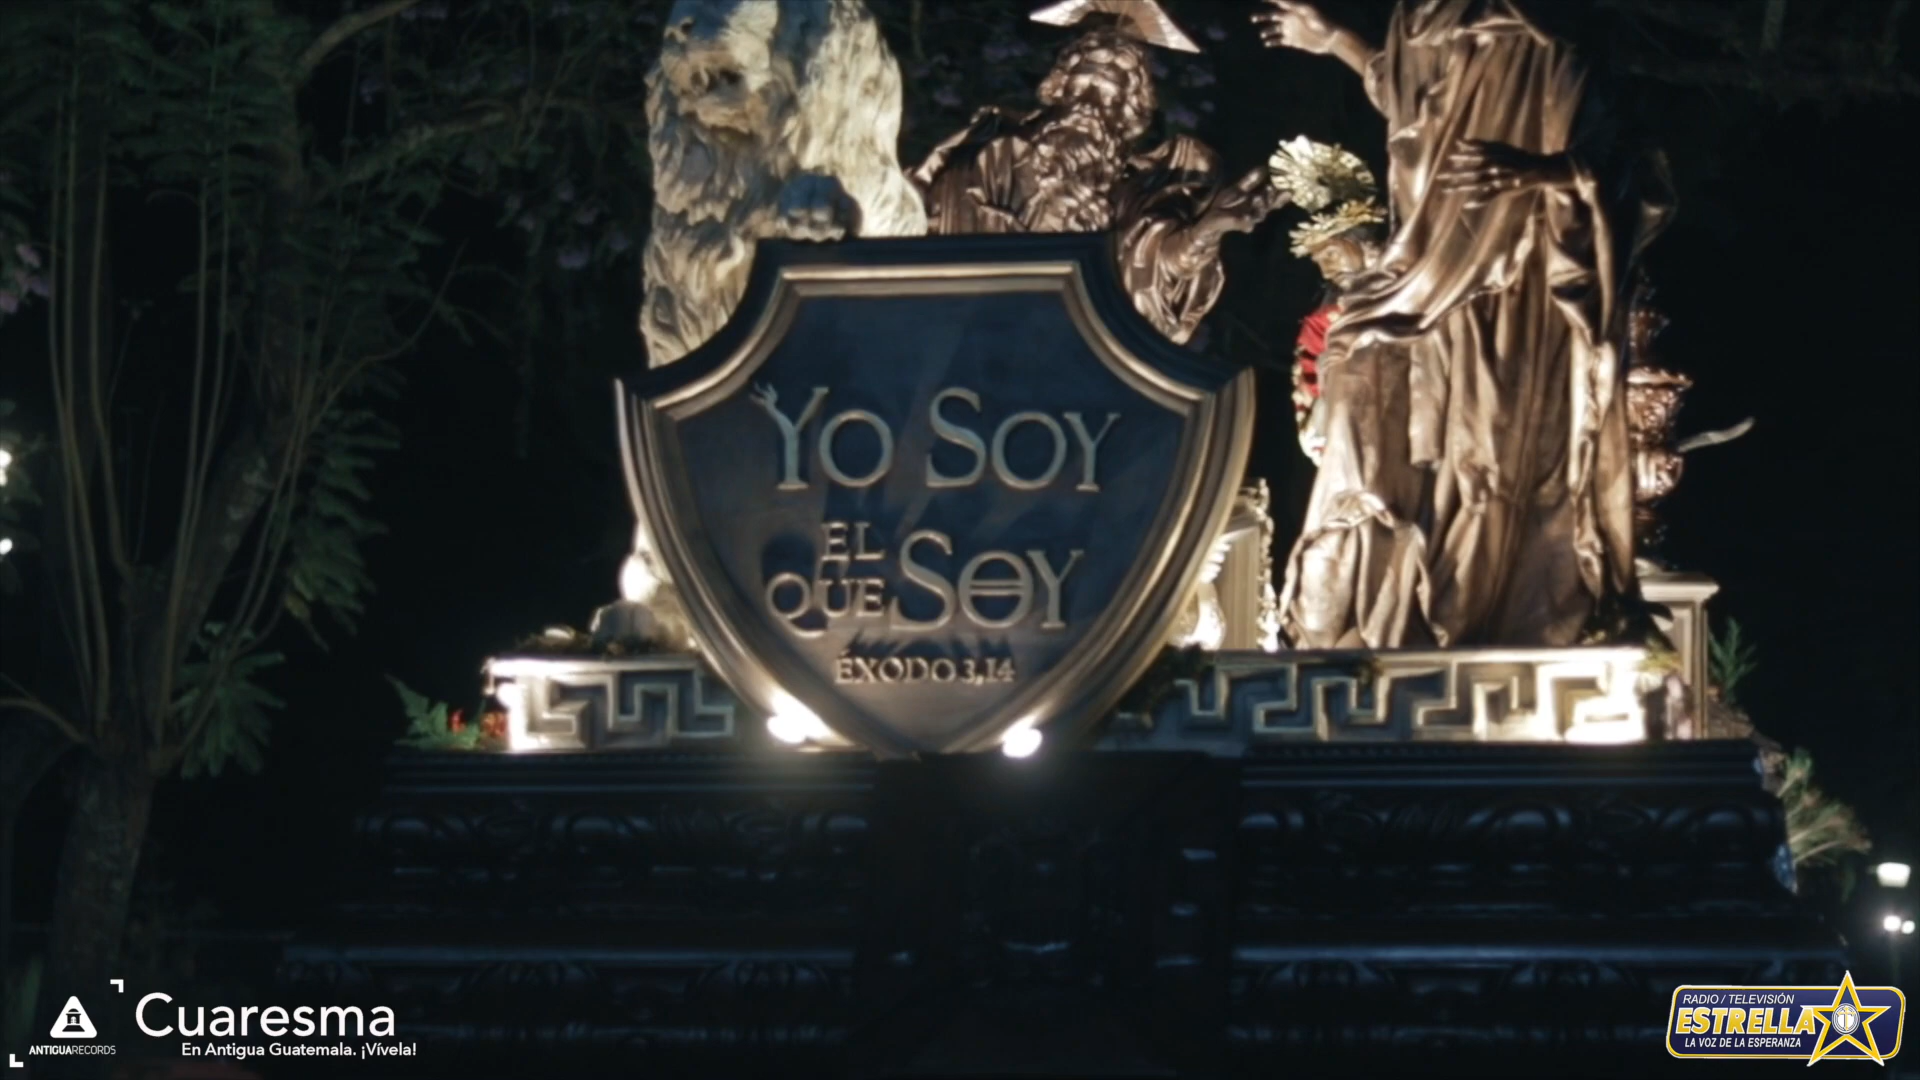 Yo Soy
EL
QUE SOY
ÉXODO 3,14
ANTIGUARECORDS
Cuaresma
En Antigua Guatemala. ¡Vívela!
RADIO / TELEVISIÓN
ESTRELLA
LA VOZ DE LA ESPERANZA